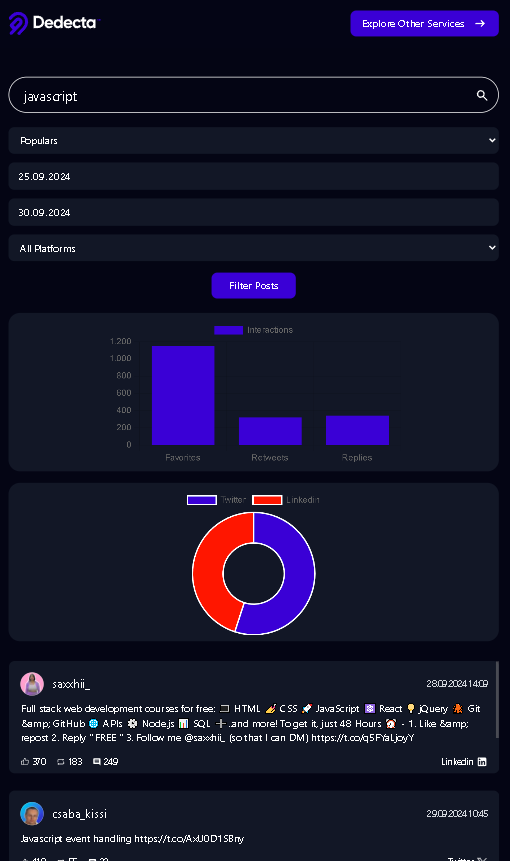 Dedecta
Explore Other Services
javascript
Populars
25.09.2024
30.09.2024
All Platforms
Filter Posts
Interactions
1.200
1.000
800
600
400
200
0
Favorites Retweets Replies
Twitter Linkedin
saxxhii_ 28.09.2024 14:09
Full stack web development courses for free: HTML CSS JavaScript React jQuery Git
&amp; GitHub APIs Node.js SQL ...and more! To get it, just 48 Hours - 1. Like &amp;
repost 2. Reply "FREE" 3. Follow me @saxxhii_ (so that I can DM) https://t.co/q5FYaLjoyY
370 183 249 Linkedin
csaba_kissi 29.09.2024 10:45
Javascript event handling https://t.co/AxU0D1SBny
Twitter